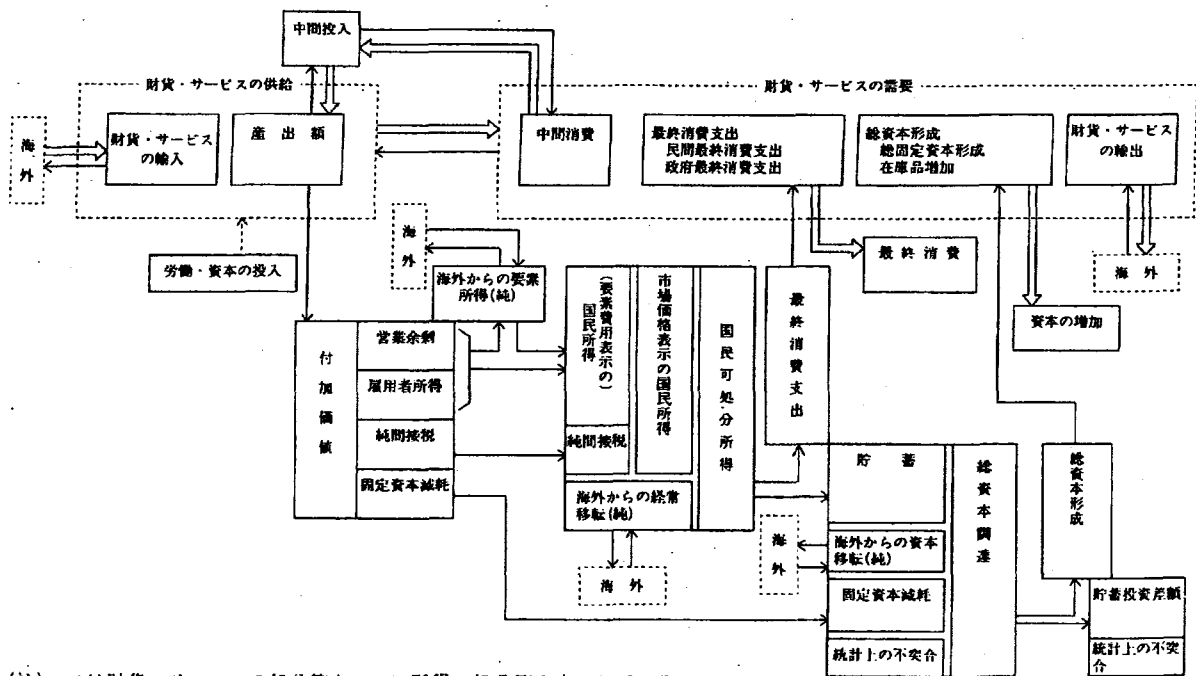 中間投入
財貨・サービスの供給
財貨・サービスの需要
海外
財貨・サービス
の輸入
産出額
中間消費
最終消費支出
民間最終消費支出
政府最終消費支出
総資本形成
総固定資本形成
在庫品増加
財貨・サービス
の輸出
労働・資本の投入
海外
海外からの要素
所得(純)
最終消費
海外
資本の増加
付加価値
営業余剰
雇用者所得
純間接税
固定資本減耗
(要素費用表示の)
国民所得
純間接税
市場価格表示の国民所得
海外からの経常
移転(純)
国民可処分所得
海外
最終消費支出
貯蓄
海外
海外からの資本
移転(純)
固定資本減耗
統計上の不突合
総資本調達
総資本形成
貯蓄投資差額
統計上の不突
合